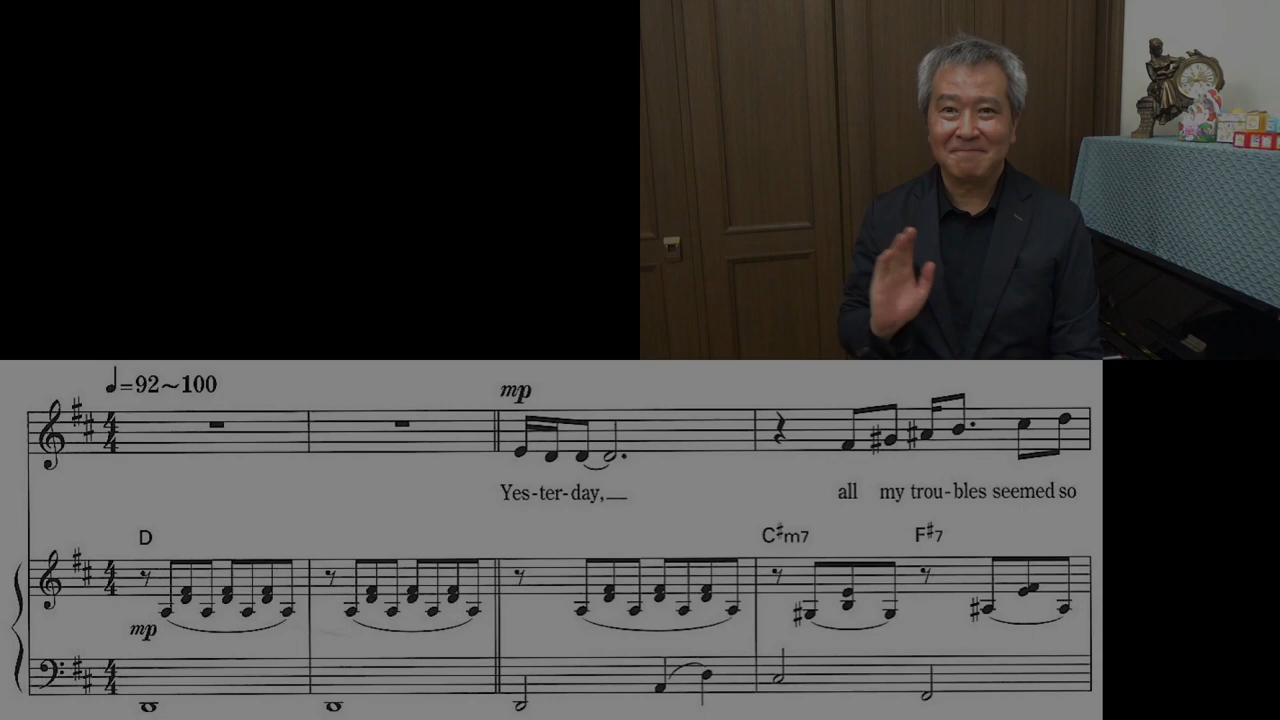 ♩=92~100
mp
Yes-ter-day, all my trou-bles seemed so
D C♯m7 F♯7
mp